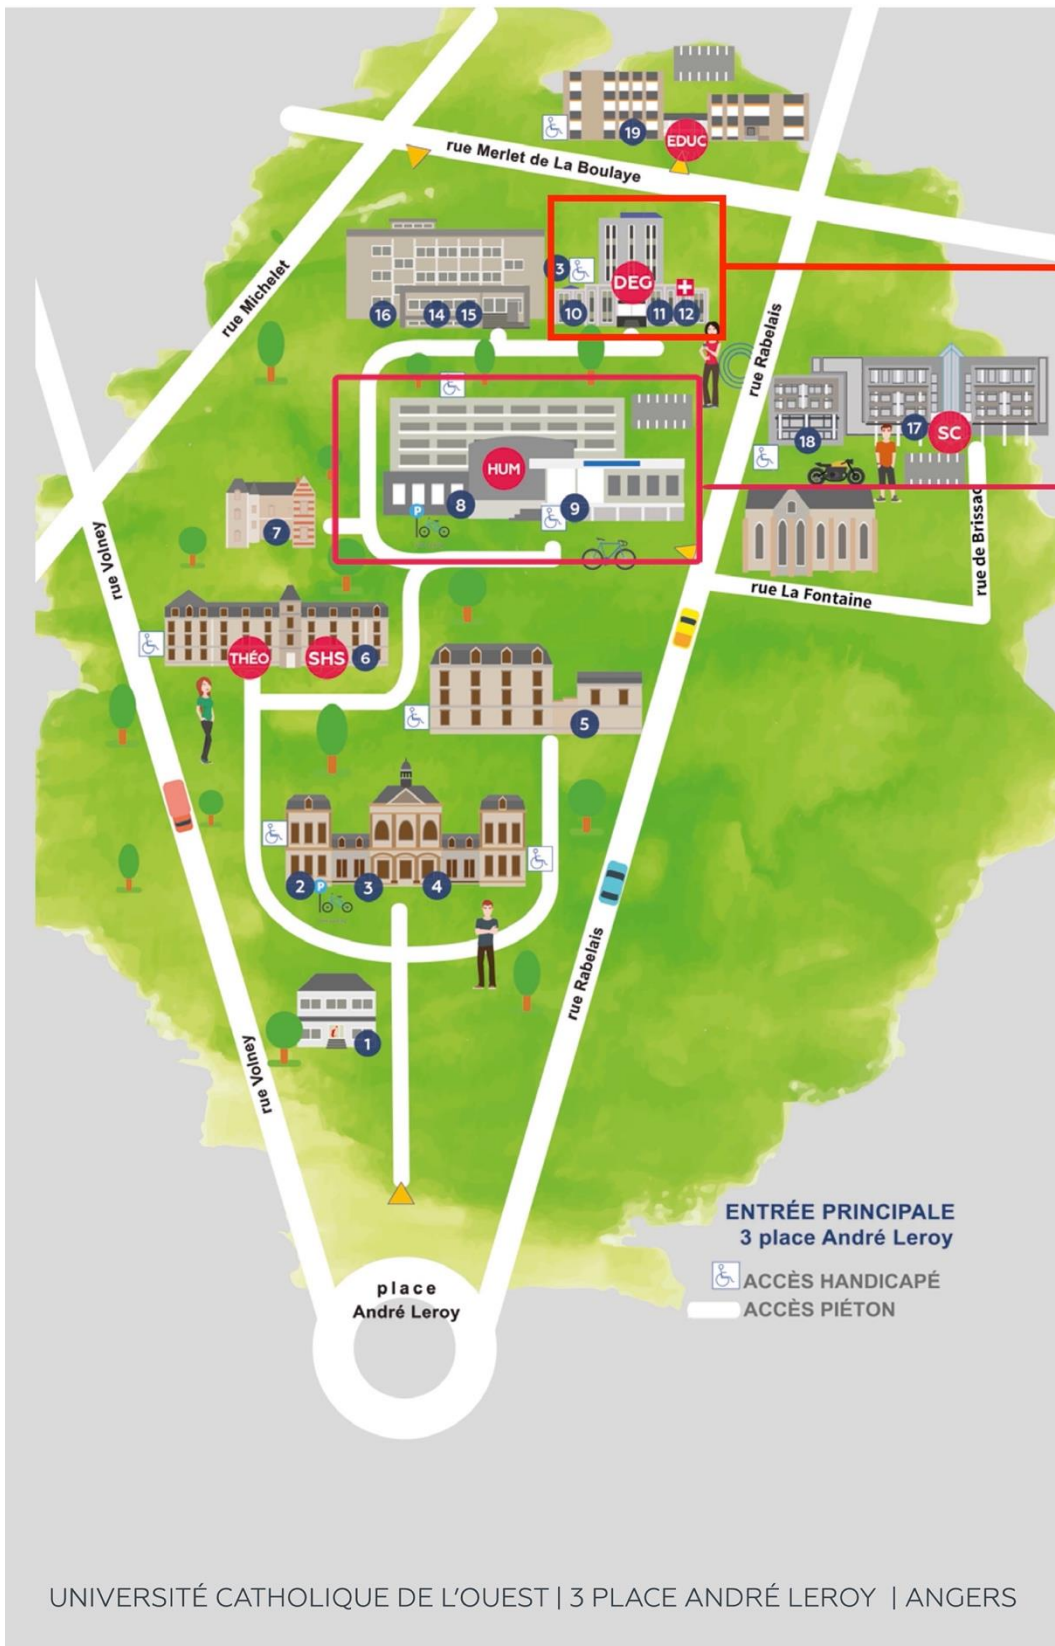 19
EDUC
rue Merlet de La Boulaye
rue Michelet
3
DEG
16
14
15
10
11
12
rue Rabelais
HUM
8
P
9
18
17
SC
7
rue Volney
rue La Fontaine
rue de Brissac
THÉO
SHS
6
5
2
P
3
4
rue Rabelais
1
rue Volney
ENTRÉE PRINCIPALE
3 place André Leroy
ACCÈS HANDICAPÉ
ACCÈS PIÉTON
place
André Leroy
UNIVERSITÉ CATHOLIQUE DE L'OUEST | 3 PLACE ANDRÉ LEROY | ANGERS